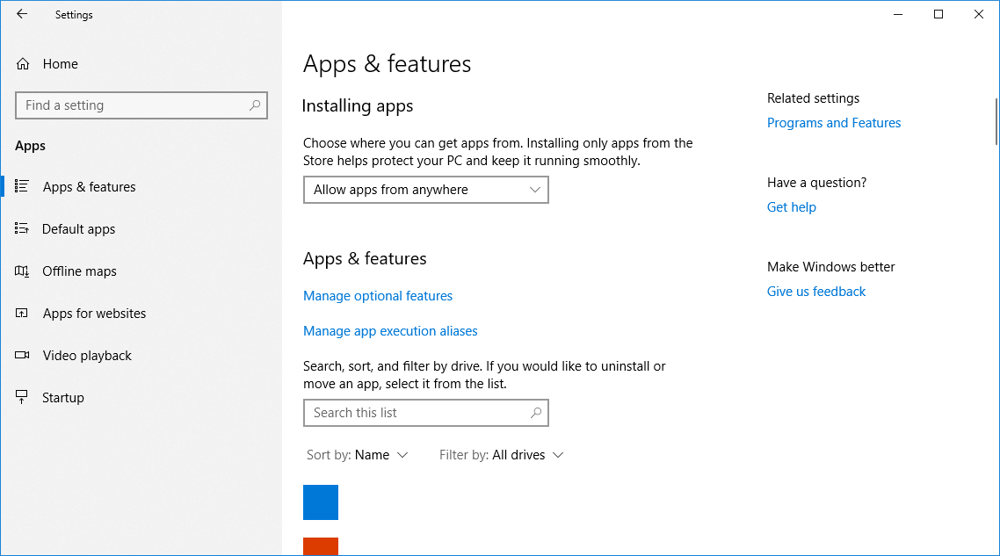 Settings
Home
Find a setting
Apps
Apps & features
Default apps
Offline maps
Apps for websites
Video playback
Startup
Apps & features
Installing apps
Choose where you can get apps from. Installing only apps from the
Store helps protect your PC and keep it running smoothly.
Allow apps from anywhere
Apps & features
Manage optional features
Manage app execution aliases
Search, sort, and filter by drive. If you would like to uninstall or
move an app, select it from the list.
Search this list
Sort by: Name
Filter by: All drives
Related settings
Programs and Features
Have a question?
Get help
Make Windows better
Give us feedback